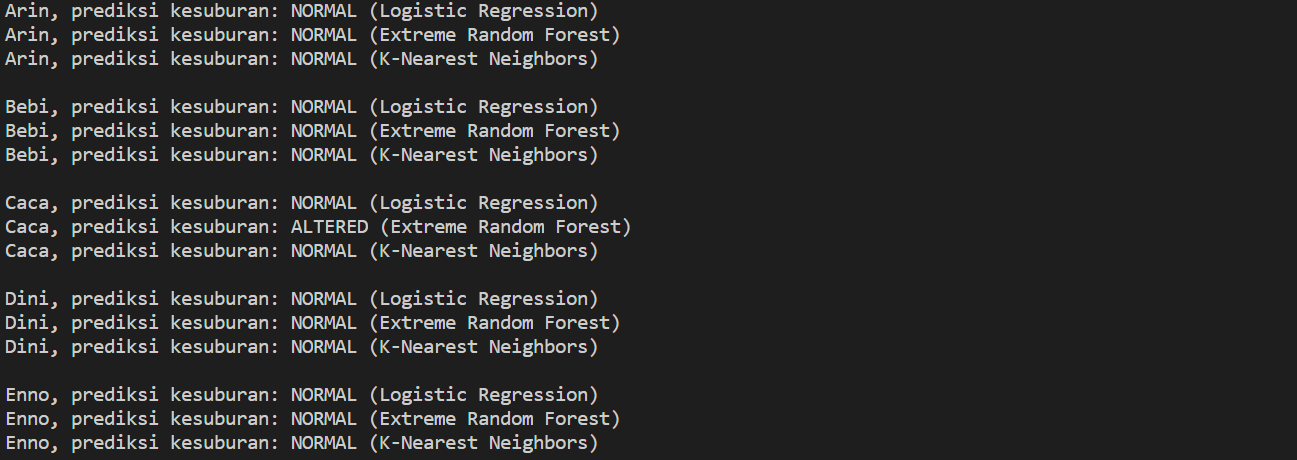 Arin, prediksi kesuburan: NORMAL (Logistic Regression)
Arin, prediksi kesuburan: NORMAL (Extreme Random Forest)
Arin, prediksi kesuburan: NORMAL (K-Nearest Neighbors)
Bebi, prediksi kesuburan: NORMAL (Logistic Regression)
Bebi, prediksi kesuburan: NORMAL (Extreme Random Forest)
Bebi, prediksi kesuburan: NORMAL (K-Nearest Neighbors)
Caca, prediksi kesuburan: NORMAL (Logistic Regression)
Caca, prediksi kesuburan: ALTERED (Extreme Random Forest)
Caca, prediksi kesuburan: NORMAL (K-Nearest Neighbors)
Dini, prediksi kesuburan: NORMAL (Logistic Regression)
Dini, prediksi kesuburan: NORMAL (Extreme Random Forest)
Dini, prediksi kesuburan: NORMAL (K-Nearest Neighbors)
Enno, prediksi kesuburan: NORMAL (Logistic Regression)
Enno, prediksi kesuburan: NORMAL (Extreme Random Forest)
Enno, prediksi kesuburan: NORMAL (K-Nearest Neighbors)